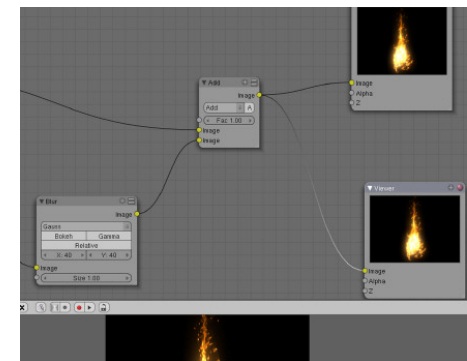 Image
Alpha
Z
Add
Image
Add
A
Fac 1.00
Image
Image
Viewer
Image
Alpha
Z
Blur
Image
Gauss
Bokeh
Gamma
Relative
X: 40
Y: 40
Image
Size 1.00